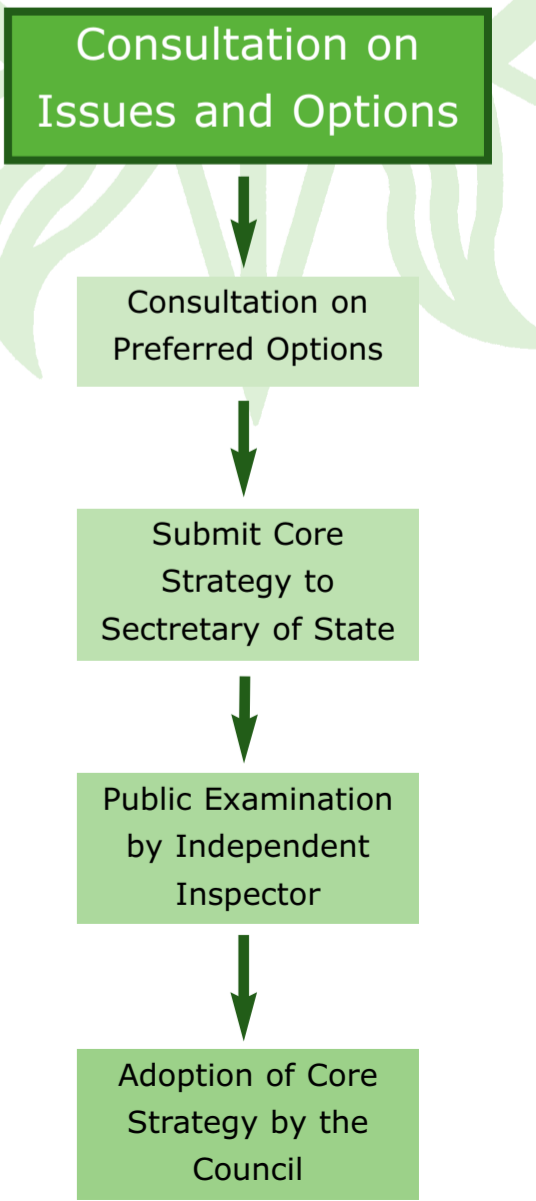 Consultation on
Issues and Options
Consultation on
Preferred Options
Submit Core
Strategy to
Sectretary of State
Public Examination
by Independent
Inspector
Adoption of Core
Strategy by the
Council